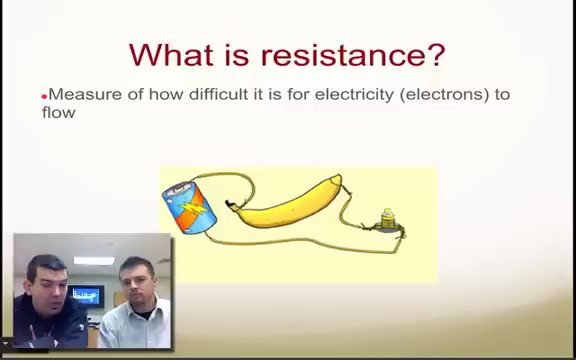 What is resistance?
•Measure of how difficult it is for electricity (electrons) to
flow